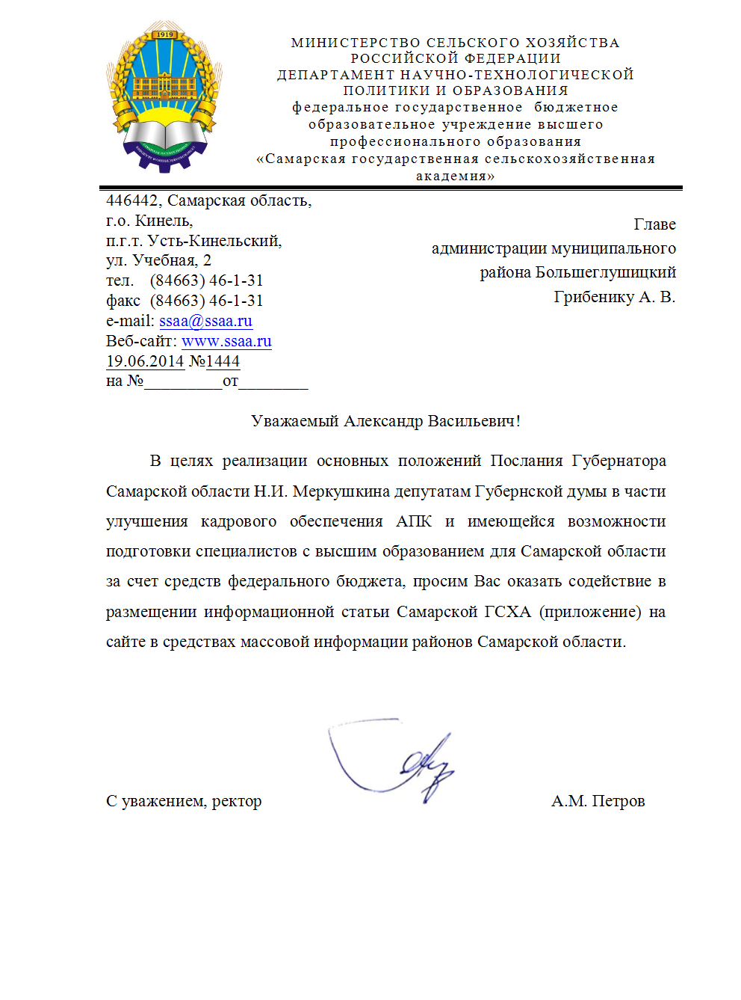 1919
МИНИСТЕРСТВО СЕЛЬСКОГО ХОЗЯЙСТВА
РОССИЙСКОЙ ФЕДЕРАЦИИ
ДЕПАРТАМЕНТ НАУЧНО-ТЕХНОЛОГИЧЕСКОЙ
ПОЛИТИКИ И ОБРАЗОВАНИЯ
федеральное государственное бюджетное
образовательное учреждение высшего
профессионального образования
«Самарская государственная сельскохозяйственная
академия»
446442, Самарская область,
г.о. Кинель,
п.г.т. Усть-Кинельский,
ул. Учебная, 2
тел. (84663) 46-1-31
факс (84663) 46-1-31
e-mail: ssaa@ssaa.ru
Веб-сайт: www.ssaa.ru
19.06.2014 №1444
на №_________от________
Главе
администрации муниципального
района Большеглушицкий
Грибенику А. В.
Уважаемый Александр Васильевич!
В целях реализации основных положений Послания Губернатора
Самарской области Н.И. Меркушкина депутатам Губернской думы в части
улучшения кадрового обеспечения АПК и имеющейся возможности
подготовки специалистов с высшим образованием для Самарской области
за счет средств федерального бюджета, просим Вас оказать содействие в
размещении информационной статьи Самарской ГСХА (приложение) на
сайте в средствах массовой информации районов Самарской области.
С уважением, ректор
А.М. Петров